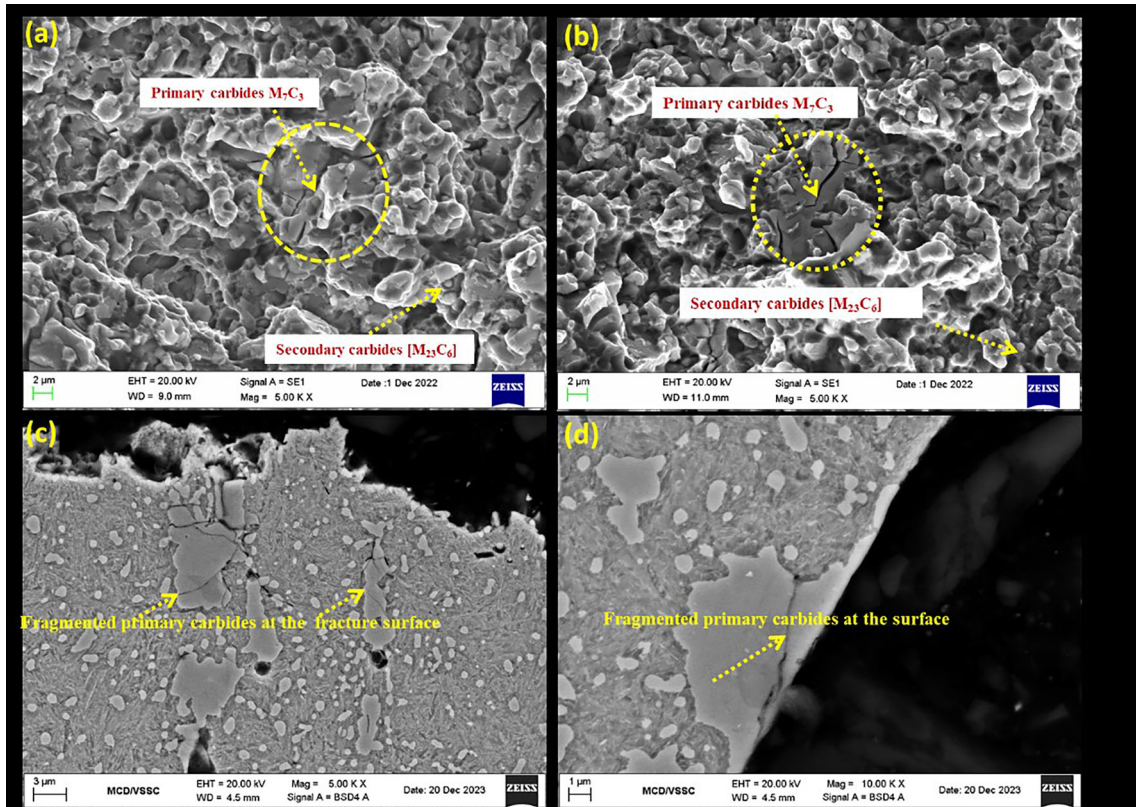 (a)
Primary carbides M₇C₃
Secondary carbides [M₂₃C₆]
2 µm
EHT = 20.00 kV Signal A = SE1 Date :1 Dec 2022
WD = 9.0 mm Mag = 5.00 K X
ZEISS
(b)
Primary carbides M₇C₃
Secondary carbides [M₂₃C₆]
2 µm
EHT = 20.00 kV Signal A = SE1 Date :1 Dec 2022
WD = 11.0 mm Mag = 5.00 K X
ZEISS
(c)
Fragmented primary carbides at the fracture surface
3 µm
MCD/VSSC
EHT = 20.00 kV Mag = 5.00 K X Date: 20 Dec 2023
WD = 4.5 mm Signal A = BSD4 A
ZEISS
(d)
Fragmented primary carbides at the surface
1 µm
MCD/VSSC
EHT = 20.00 kV Mag = 10.00 K X Date: 20 Dec 2023
WD = 4.5 mm Signal A = BSD4 A
ZEISS